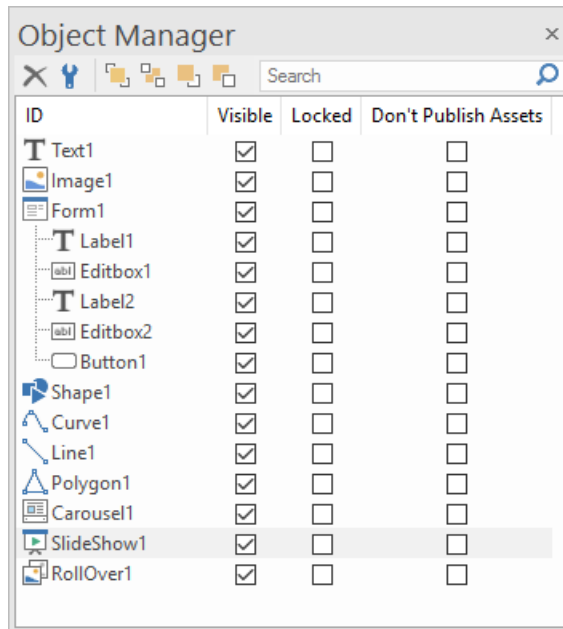 Object Manager
Search
ID Visible Locked Don't Publish Assets
Text1
Image1
Form1
Label1
Editbox1
Label2
Editbox2
Button1
Shape1
Curve1
Line1
Polygon1
Carousel1
SlideShow1
RollOver1